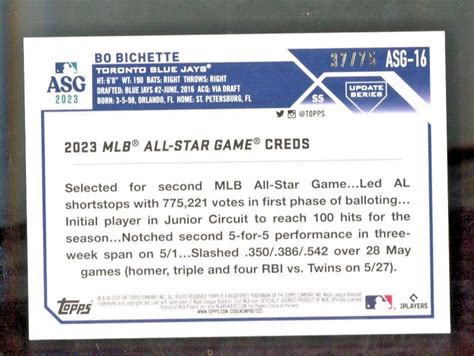 BO BICHETTE
TORONTO BLUE JAYS®
HT: 6'0" WT: 190 BATS: RIGHT THROWS: RIGHT
DRAFTED: BLUE JAYS #2-JUNE, 2016 ACQ: VIA DRAFT
BORN: 3-5-98, ORLANDO, FL HOME: ST. PETERSBURG, FL
ASG
2023
37/75
ASG-16
SS
UPDATE
SERIES
@TOPPS
2023 MLB® ALL-STAR GAME® CREDS
Selected for second MLB All-Star Game...Led AL
shortstops with 775,221 votes in first phase of balloting...
Initial player in Junior Circuit to reach 100 hits for the
season...Notched second 5-for-5 performance in three-
week span on 5/1...Slashed .350/.386/.542 over 28 May
games (homer, triple and four RBI vs. Twins on 5/27).
Topps
PLAYERS